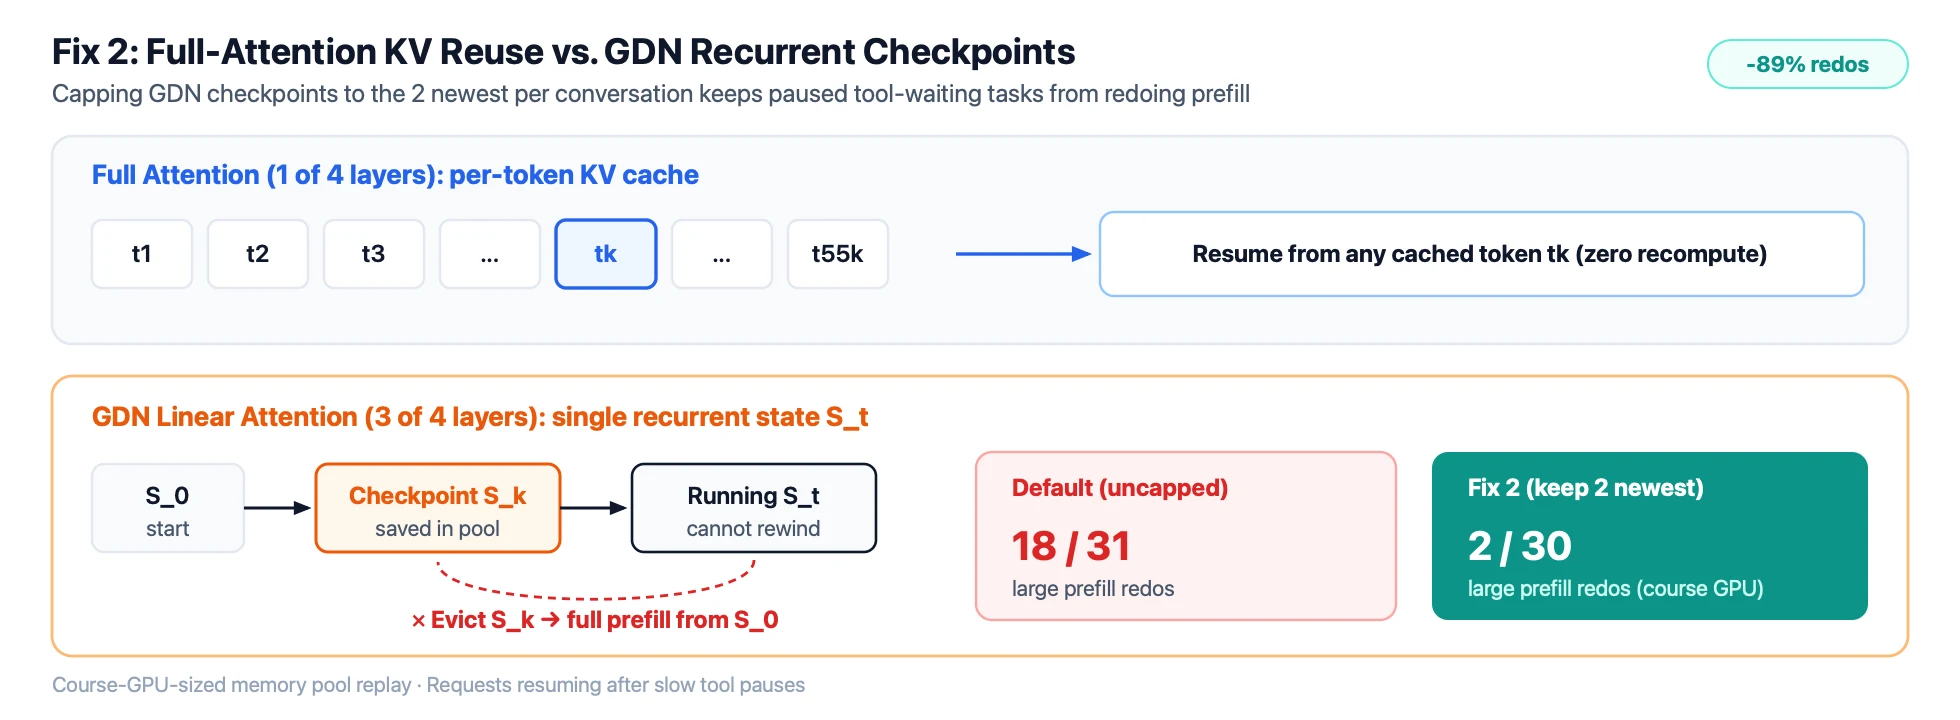 Fix 2: Full-Attention KV Reuse vs. GDN Recurrent Checkpoints
-89% redos
Capping GDN checkpoints to the 2 newest per conversation keeps paused tool-waiting tasks from redoing prefill
Full Attention (1 of 4 layers): per-token KV cache
t1
t2
t3
...
tk
...
t55k
Resume from any cached token tk (zero recompute)
GDN Linear Attention (3 of 4 layers): single recurrent state S_t
S_0
start
Checkpoint S_k
saved in pool
Running S_t
cannot rewind
× Evict S_k → full prefill from S_0
Default (uncapped)
18 / 31
large prefill redos
Fix 2 (keep 2 newest)
2 / 30
large prefill redos (course GPU)
Course-GPU-sized memory pool replay · Requests resuming after slow tool pauses